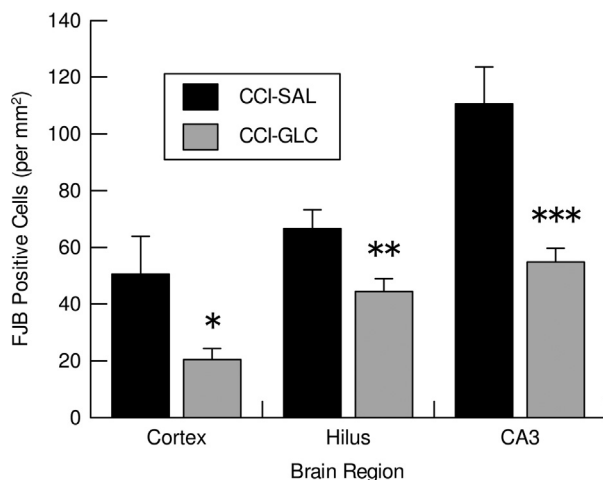 140
120
100
80
60
40
20
0
FJB Positive Cells (per mm²)
CCI-SAL
CCI-GLC
*
**
***
Cortex
Hilus
CA3
Brain Region